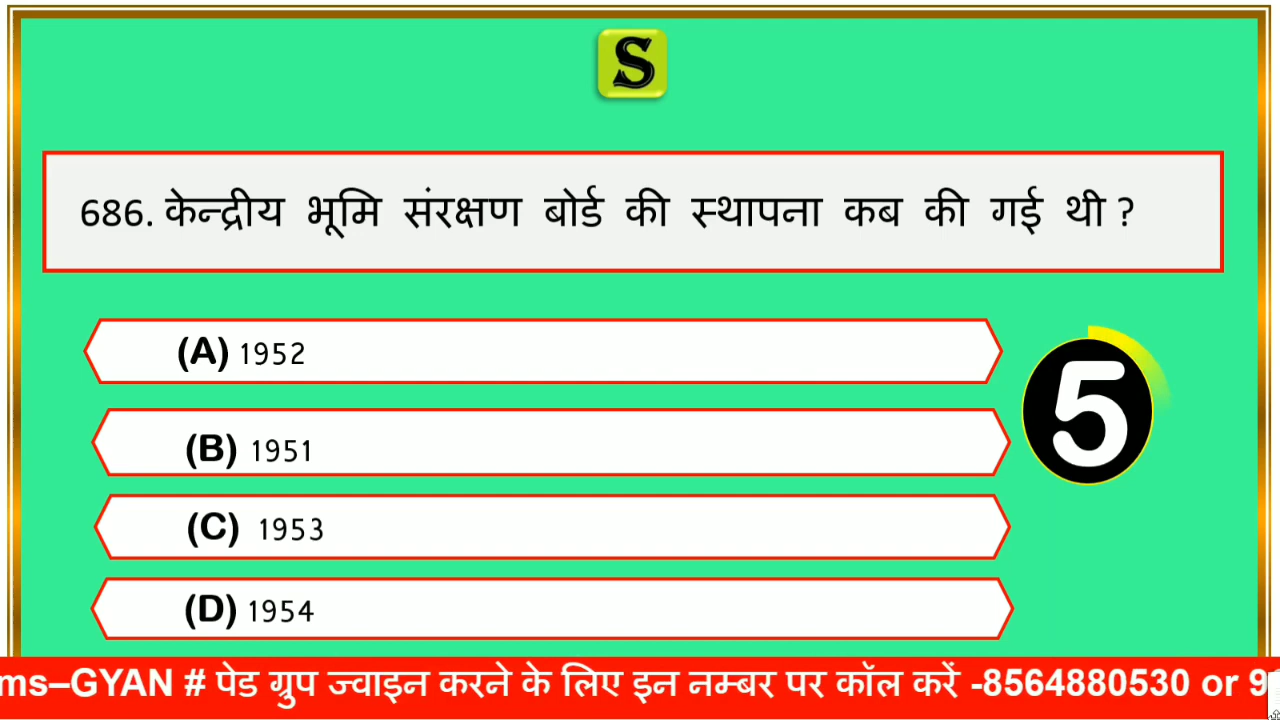 S
686. केन्द्रीय भूमि संरक्षण बोर्ड की स्थापना कब की गई थी ?
(A) 1952
5
(B) 1951
(C) 1953
(D) 1954
ms–GYAN # पेड ग्रुप ज्वाइन करने के लिए इन नम्बर पर कॉल करें -8564880530 or 9